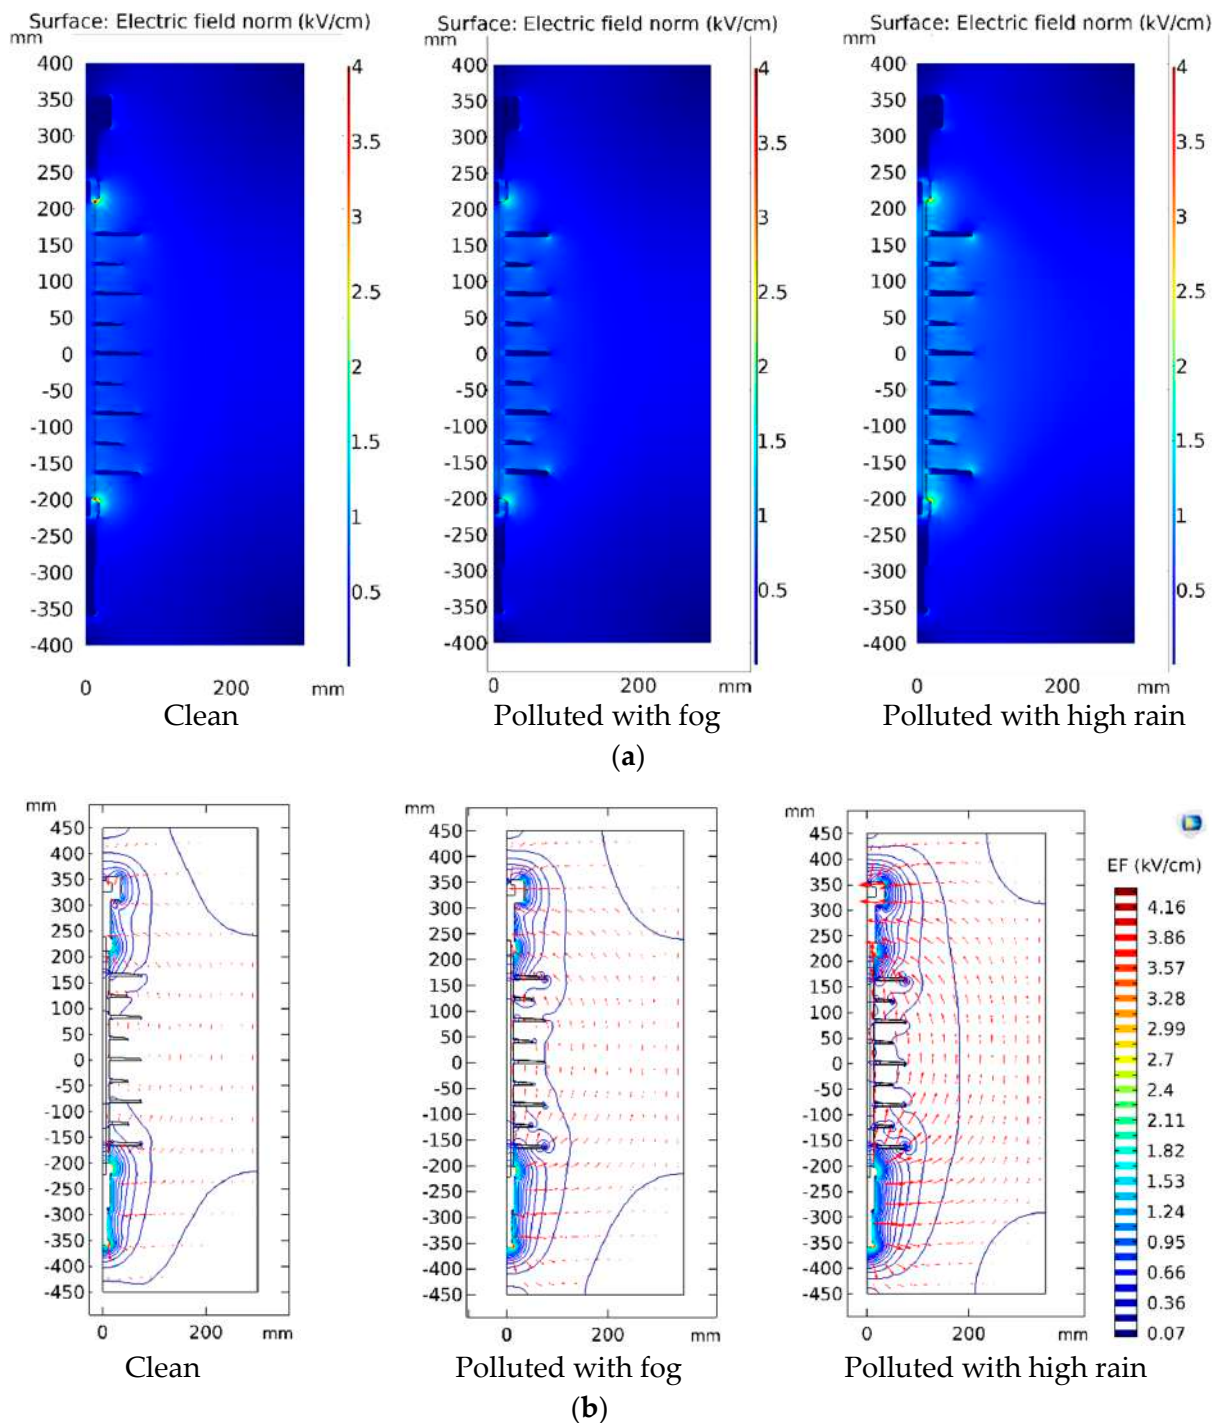 Surface: Electric field norm (kV/cm) Surface: Electric field norm (kV/cm) Surface: Electric field norm (kV/cm)
mm mm mm
400 4 400 4 400 4
350 350 350
300 3.5 300 3.5 300 3.5
250 250 250
200 3 200 3 200 3
150 150 150
100 2.5 100 2.5 100 2.5
50 50 50
0 2 0 2 0 2
-50 -50 -50
-100 1.5 -100 1.5 -100 1.5
-150 -150 -150
-200 1 -200 1 -200 1
-250 -250 -250
-300 0.5 -300 0.5 -300 0.5
-350 -350 -350
-400 -400 -400
0 200 mm 0 200 mm 0 200 mm
Clean Polluted with fog Polluted with high rain
(a)
mm mm mm
450 450 450
400 400 400 EF (kV/cm)
350 350 350 4.16
300 300 300 3.86
250 250 250 3.57
200 200 200 3.28
150 150 150 2.99
100 100 100 2.7
50 50 50 2.4
0 0 0 2.11
-50 -50 -50 1.82
-100 -100 -100 1.53
-150 -150 -150 1.24
-200 -200 -200 0.95
-250 -250 -250 0.66
-300 -300 -300 0.36
-350 -350 -350 0.07
-400 -400 -400
-450 -450 -450
0 200 mm 0 200 mm 0 200 mm
Clean Polluted with fog Polluted with high rain
(b)